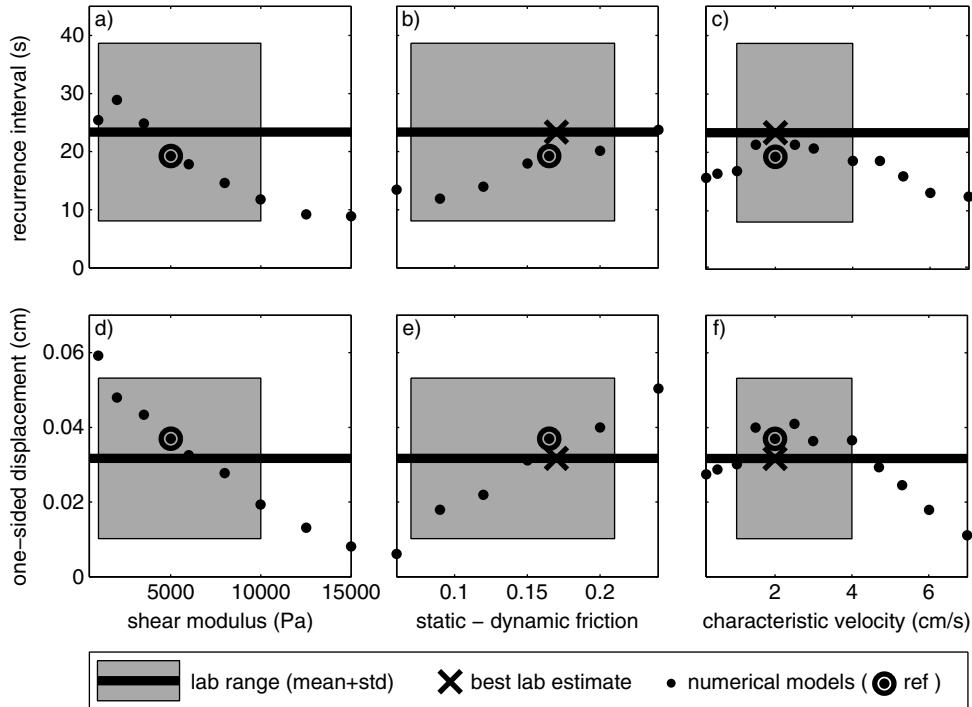 a)
b)
c)
40
30
20
10
0
recurrence interval (s)
d)
e)
f)
0.06
0.04
0.02
0
one−sided displacement (cm)
5000 10000 15000
0.1 0.15 0.2
2 4 6
shear modulus (Pa)
static − dynamic friction
characteristic velocity (cm/s)
lab range (mean+std)
best lab estimate
numerical models ( ref )